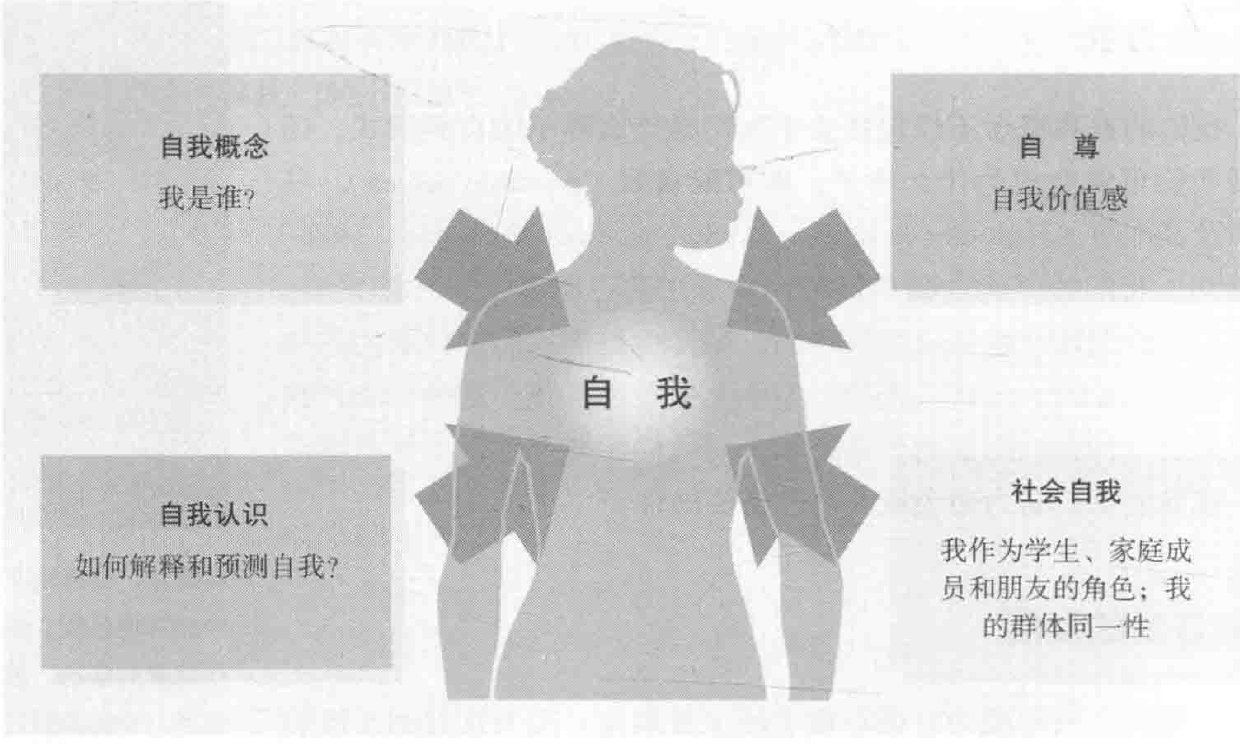 自我概念
我是谁？
自 尊
自我价值感
自 我
自我认识
如何解释和预测自我？
社会自我
我作为学生、家庭成
员和朋友的角色；我
的群体同一性